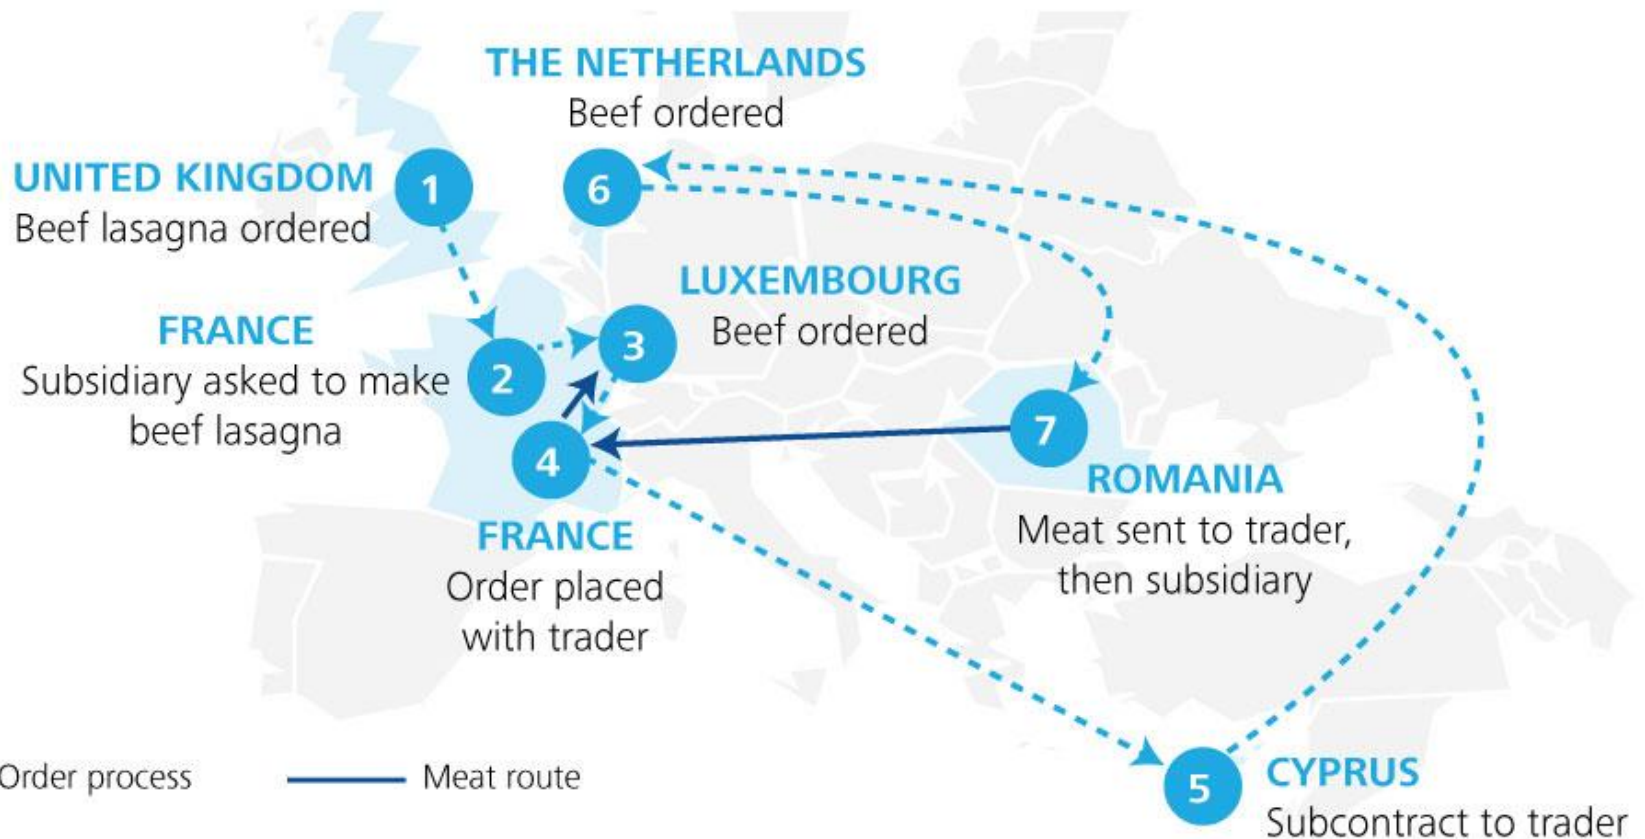 THE NETHERLANDS
Beef ordered
6
UNITED KINGDOM
Beef lasagna ordered
1
LUXEMBOURG
Beef ordered
3
FRANCE
Subsidiary asked to make
beef lasagna
2
4
FRANCE
Order placed
with trader
7
ROMANIA
Meat sent to trader,
then subsidiary
5
CYPRUS
Subcontract to trader
Order process
Meat route